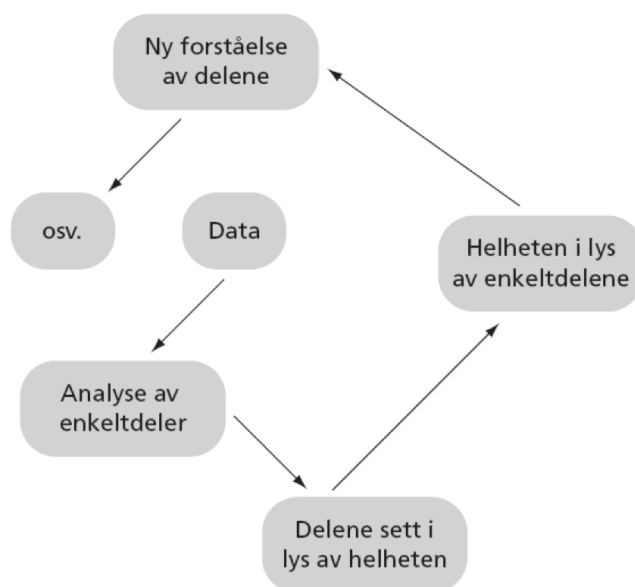 Ny forståelse
av delene
osv.
Data
Helheten i lys
av enkeltdelene
Analyse av
enkeltdeler
Delene sett i
lys av helheten